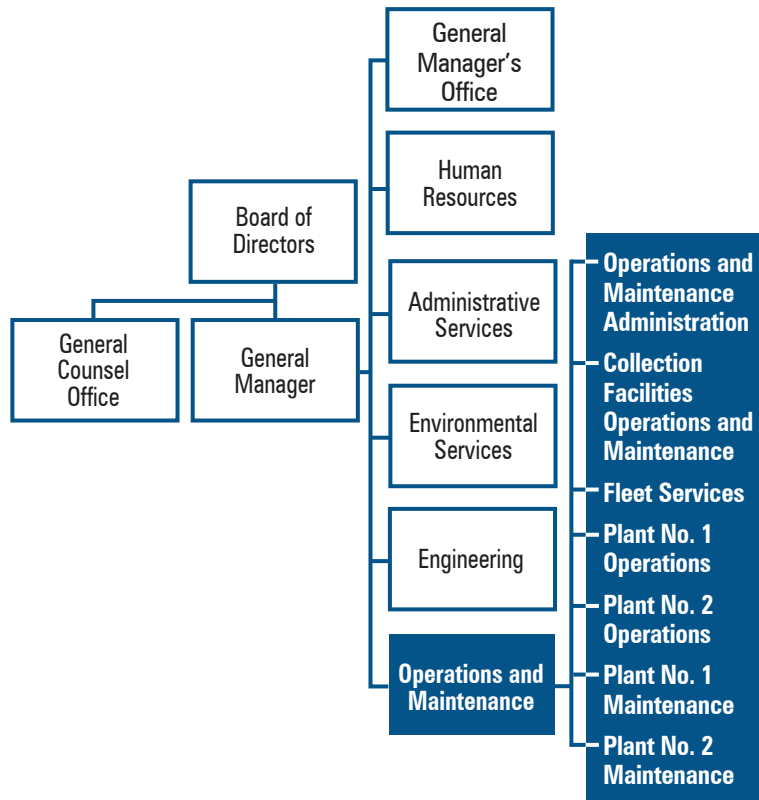 General
Manager's
Office
Human
Resources
Board of
Directors
Administrative
Services
General
Counsel
Office
General
Manager
Environmental
Services
Engineering
Operations and
Maintenance
Operations and
Maintenance
Administration
Collection
Facilities
Operations and
Maintenance
Fleet Services
Plant No. 1
Operations
Plant No. 2
Operations
Plant No. 1
Maintenance
Plant No. 2
Maintenance